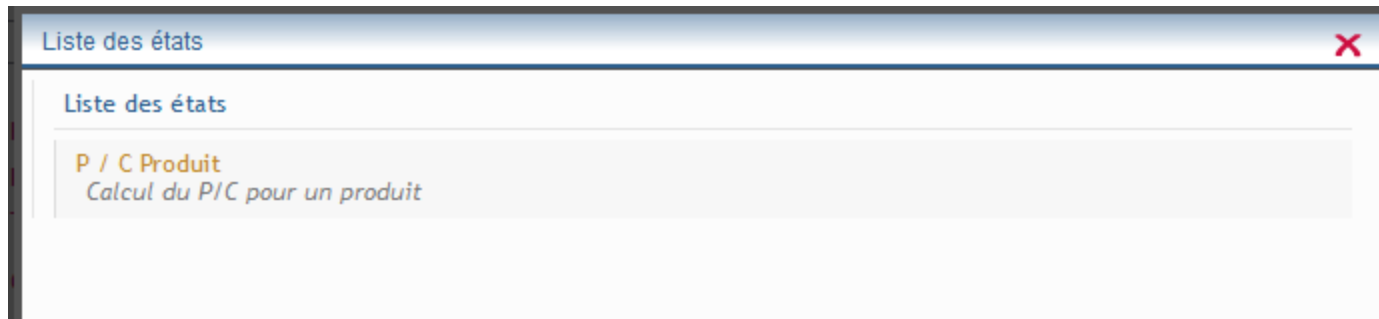 Liste des états
Liste des états
P / C Produit
Calcul du P/C pour un produit